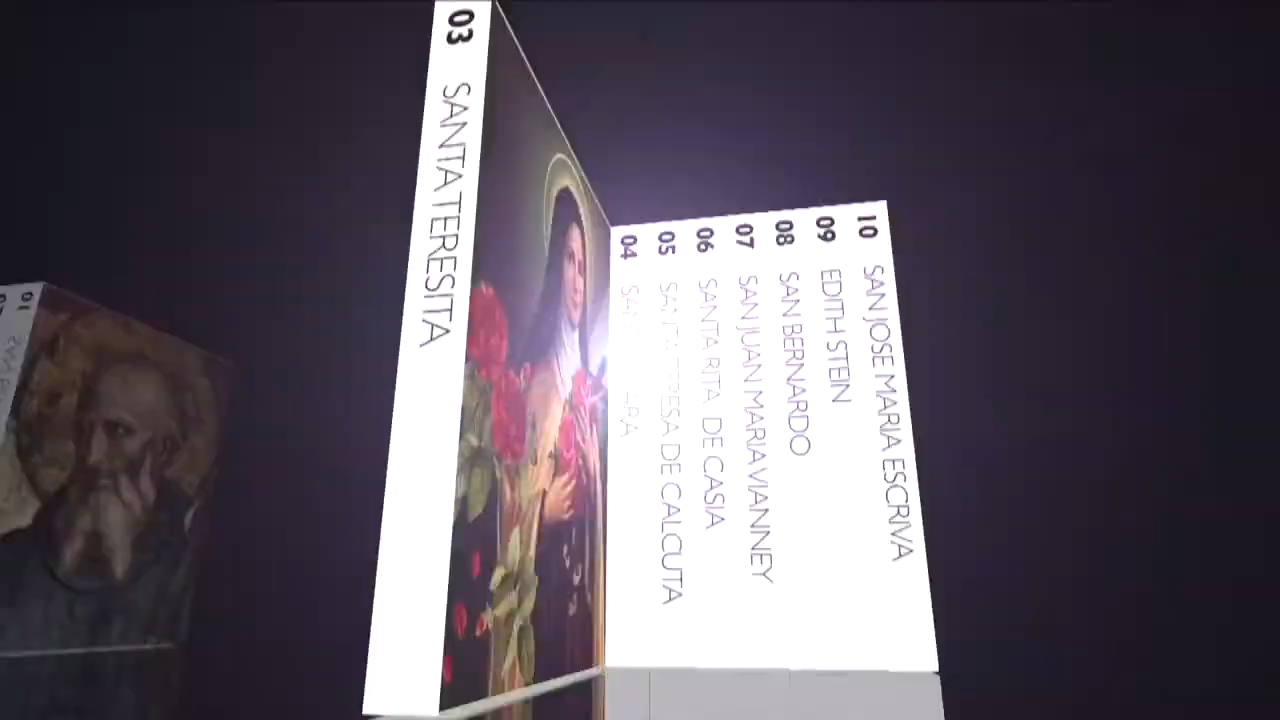 03 SANTA TERESITA
04
05 DE CALCUTA
06 SANTA RITA DE CASIA
07 SAN JUAN MARIA VIANNEY
08 SAN BERNARDO
09 EDITH STEIN
10 SAN JOSE MARIA ESCRIVA
01